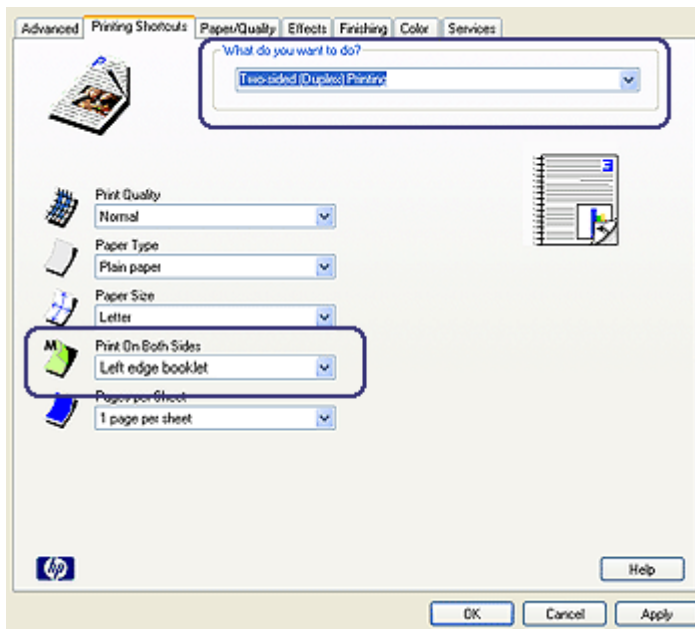 Advanced Printing Shortcuts Paper/Quality Effects Finishing Color Services
What do you want to do?
Two-sided (Duplex) Printing
3
Print Quality
Normal
Paper Type
Plain paper
Paper Size
Letter
Print On Both Sides
M
Left edge booklet
Pages per Sheet
1 page per sheet
hp
Help
OK Cancel Apply